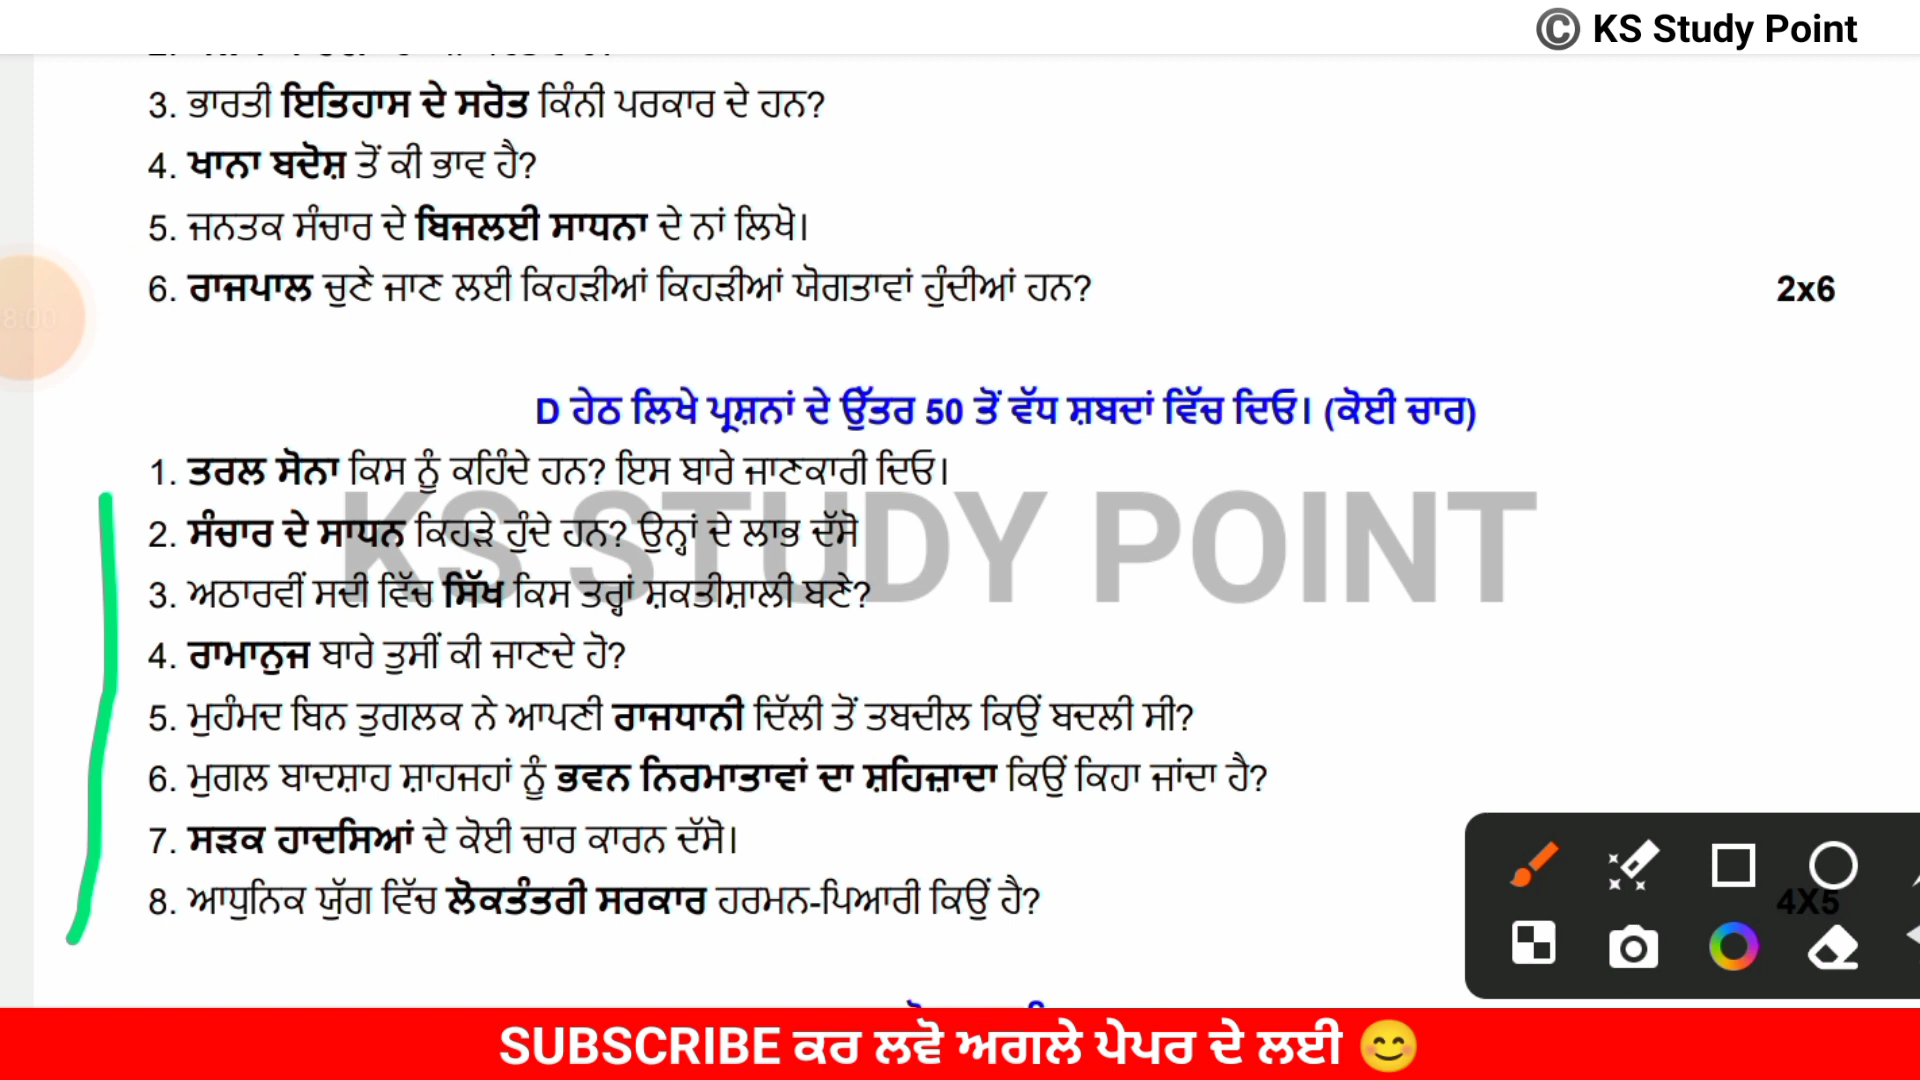 © KS Study Point
3. ਭਾਰਤੀ ਇਤਿਹਾਸ ਦੇ ਸਰੋਤ ਕਿੰਨੀ ਪਰਕਾਰ ਦੇ ਹਨ?
4. ਖਾਨਾ ਬਦੋਸ਼ ਤੋਂ ਕੀ ਭਾਵ ਹੈ?
5. ਜਨਤਕ ਸੰਚਾਰ ਦੇ ਬਿਜਲਈ ਸਾਧਨਾ ਦੇ ਨਾਂ ਲਿਖੋ।
6. ਰਾਜਪਾਲ ਚੁਣੇ ਜਾਣ ਲਈ ਕਿਹੜੀਆਂ ਕਿਹੜੀਆਂ ਯੋਗਤਾਵਾਂ ਹੁੰਦੀਆਂ ਹਨ? 2x6
8:00
D ਹੇਠ ਲਿਖੇ ਪ੍ਰਸ਼ਨਾਂ ਦੇ ਉੱਤਰ 50 ਤੋਂ ਵੱਧ ਸ਼ਬਦਾਂ ਵਿੱਚ ਦਿਓ। (ਕੋਈ ਚਾਰ)
1. ਤਰਲ ਸੋਨਾ ਕਿਸ ਨੂੰ ਕਹਿੰਦੇ ਹਨ? ਇਸ ਬਾਰੇ ਜਾਣਕਾਰੀ ਦਿਓ।
2. ਸੰਚਾਰ ਦੇ ਸਾਧਨ ਕਿਹੜੇ ਹੁੰਦੇ ਹਨ? ਉਨ੍ਹਾਂ ਦੇ ਲਾਭ ਦੱਸੋ
KS STUDY POINT
3. ਅਠਾਰਵੀਂ ਸਦੀ ਵਿੱਚ ਸਿੱਖ ਕਿਸ ਤਰ੍ਹਾਂ ਸ਼ਕਤੀਸ਼ਾਲੀ ਬਣੇ?
4. ਰਾਮਾਨੁਜ ਬਾਰੇ ਤੁਸੀਂ ਕੀ ਜਾਣਦੇ ਹੋ?
5. ਮੁਹੰਮਦ ਬਿਨ ਤੁਗਲਕ ਨੇ ਆਪਣੀ ਰਾਜਧਾਨੀ ਦਿੱਲੀ ਤੋਂ ਤਬਦੀਲ ਕਿਉਂ ਬਦਲੀ ਸੀ?
6. ਮੁਗਲ ਬਾਦਸ਼ਾਹ ਸ਼ਾਹਜਹਾਂ ਨੂੰ ਭਵਨ ਨਿਰਮਾਤਾਵਾਂ ਦਾ ਸ਼ਹਿਜ਼ਾਦਾ ਕਿਉਂ ਕਿਹਾ ਜਾਂਦਾ ਹੈ?
7. ਸੜਕ ਹਾਦਸਿਆਂ ਦੇ ਕੋਈ ਚਾਰ ਕਾਰਨ ਦੱਸੋ।
8. ਆਧੁਨਿਕ ਯੁੱਗ ਵਿੱਚ ਲੋਕਤੰਤਰੀ ਸਰਕਾਰ ਹਰਮਨ-ਪਿਆਰੀ ਕਿਉਂ ਹੈ? 4X5
SUBSCRIBE ਕਰ ਲਵੋ ਅਗਲੇ ਪੇਪਰ ਦੇ ਲਈ 😊